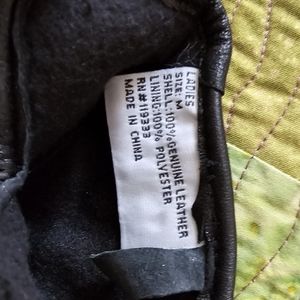 LADIES
SIZE: M
SHELL:100%GENUINE LEATHER
LINING:100% POLYESTER
RN#119333
MADE IN CHINA